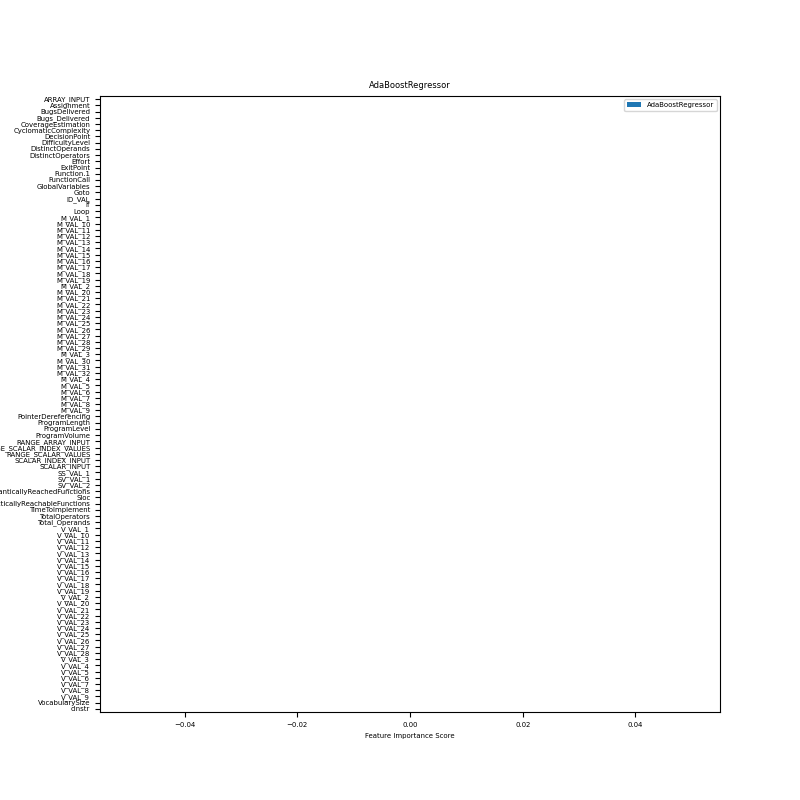 AdaBoostRegressor
AdaBoostRegressor
ARRAY_INPUT
Assignment
BugsDelivered
Bugs_Delivered
CoverageEstimation
CyclomaticComplexity
DecisionPoint
DifficultyLevel
DistinctOperands
DistinctOperators
Effort
ExitPoint
Function.1
FunctionCall
GlobalVariables
Goto
ID_VAL
If
Loop
M_VAL_1
M_VAL_10
M_VAL_11
M_VAL_12
M_VAL_13
M_VAL_14
M_VAL_15
M_VAL_16
M_VAL_17
M_VAL_18
M_VAL_19
M_VAL_2
M_VAL_20
M_VAL_21
M_VAL_22
M_VAL_23
M_VAL_24
M_VAL_25
M_VAL_26
M_VAL_27
M_VAL_28
M_VAL_29
M_VAL_3
M_VAL_30
M_VAL_31
M_VAL_32
M_VAL_4
M_VAL_5
M_VAL_6
M_VAL_7
M_VAL_8
M_VAL_9
PointerDereferencing
ProgramLength
ProgramLevel
ProgramVolume
RANGE_ARRAY_INPUT
E_SCALAR_INDEX_VALUES
RANGE_SCALAR_VALUES
SCALAR_INDEX_INPUT
SCALAR_INPUT
SS_VAL_1
SV_VAL_1
SV_VAL_2
anticallyReachedFunctions
Sloc
ticallyReachableFunctions
TimeToImplement
TotalOperators
Total_Operands
V_VAL_1
V_VAL_10
V_VAL_11
V_VAL_12
V_VAL_13
V_VAL_14
V_VAL_15
V_VAL_16
V_VAL_17
V_VAL_18
V_VAL_19
V_VAL_2
V_VAL_20
V_VAL_21
V_VAL_22
V_VAL_23
V_VAL_24
V_VAL_25
V_VAL_26
V_VAL_27
V_VAL_28
V_VAL_3
V_VAL_4
V_VAL_5
V_VAL_6
V_VAL_7
V_VAL_8
V_VAL_9
VocabularySize
cinstr
−0.04 −0.02 0.00 0.02 0.04
Feature Importance Score